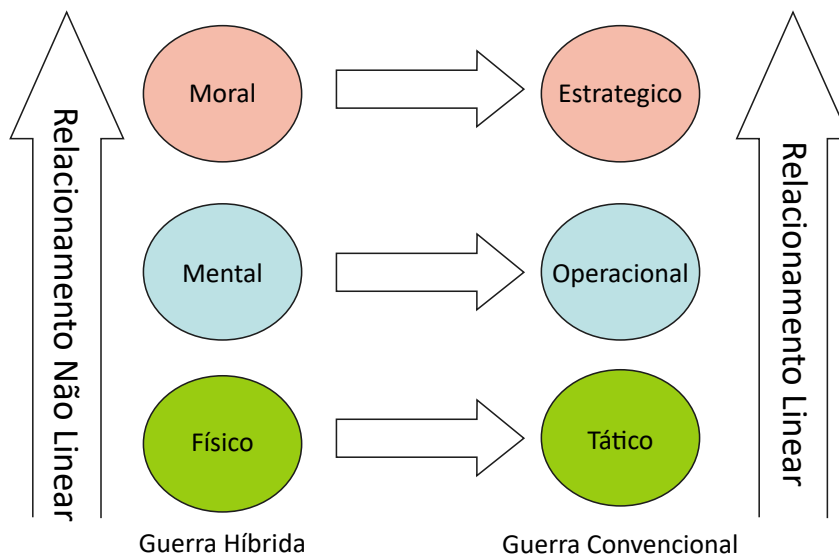 Relacionamento Não Linear
Moral
Estrategico
Mental
Operacional
Físico
Tático
Relacionamento Linear
Guerra Híbrida
Guerra Convencional